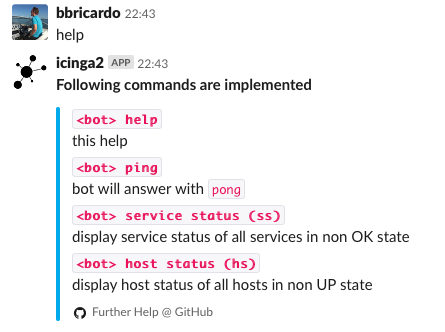 bbricardo 22:43
help
icinga2 APP 22:43
Following commands are implemented
<bot> help
this help
<bot> ping
bot will answer with pong
<bot> service status (ss)
display service status of all services in non OK state
<bot> host status (hs)
display host status of all hosts in non UP state
Further Help @ GitHub